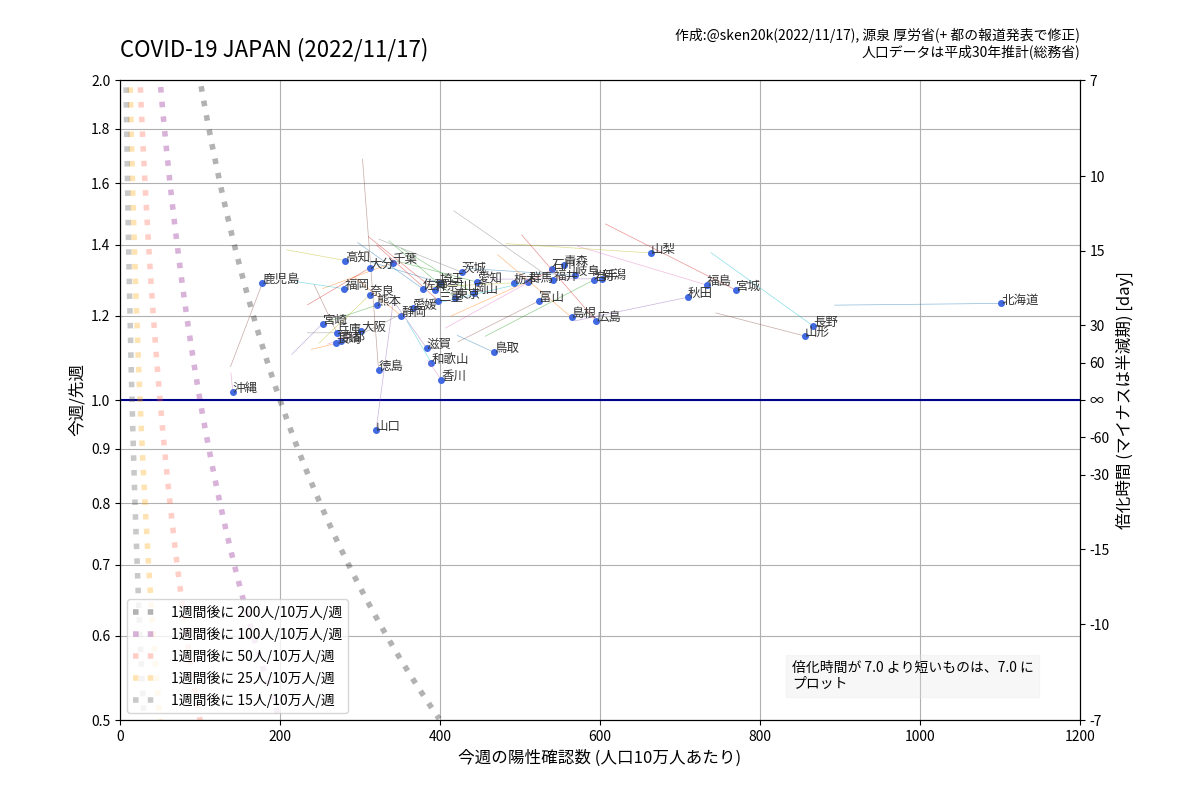 COVID-19 JAPAN (2022/11/17)
作成:@sken20k(2022/11/17), 源泉 厚労省(+ 都の報道発表で修正)
人口データは平成30年推計(総務省)
2.0
1.8
1.6
1.4
1.2
1.0
0.9
0.8
0.7
0.6
0.5
今週/先週
7
10
15
30
60
∞
-60
-30
-15
-10
-7
倍化時間 (マイナスは半減期) [day]
山梨
高知
千葉
青森
大分
石川
茨城
岐阜
新潟
鹿児島
愛知
栃木
群馬
福井
福島
宮城
福岡
佐賀
埼玉
岡山
奈良
東京
三重
富山
秋田
北海道
熊本
愛媛
静岡
島根
広島
宮崎
長野
兵庫
大阪
山形
京都
長崎
滋賀
鳥取
和歌山
徳島
香川
沖縄
山口
1週間後に 200人/10万人/週
1週間後に 100人/10万人/週
1週間後に 50人/10万人/週
1週間後に 25人/10万人/週
1週間後に 15人/10万人/週
倍化時間が 7.0 より短いものは、7.0 に
プロット
0
200
400
600
800
1000
1200
今週の陽性確認数 (人口10万人あたり)